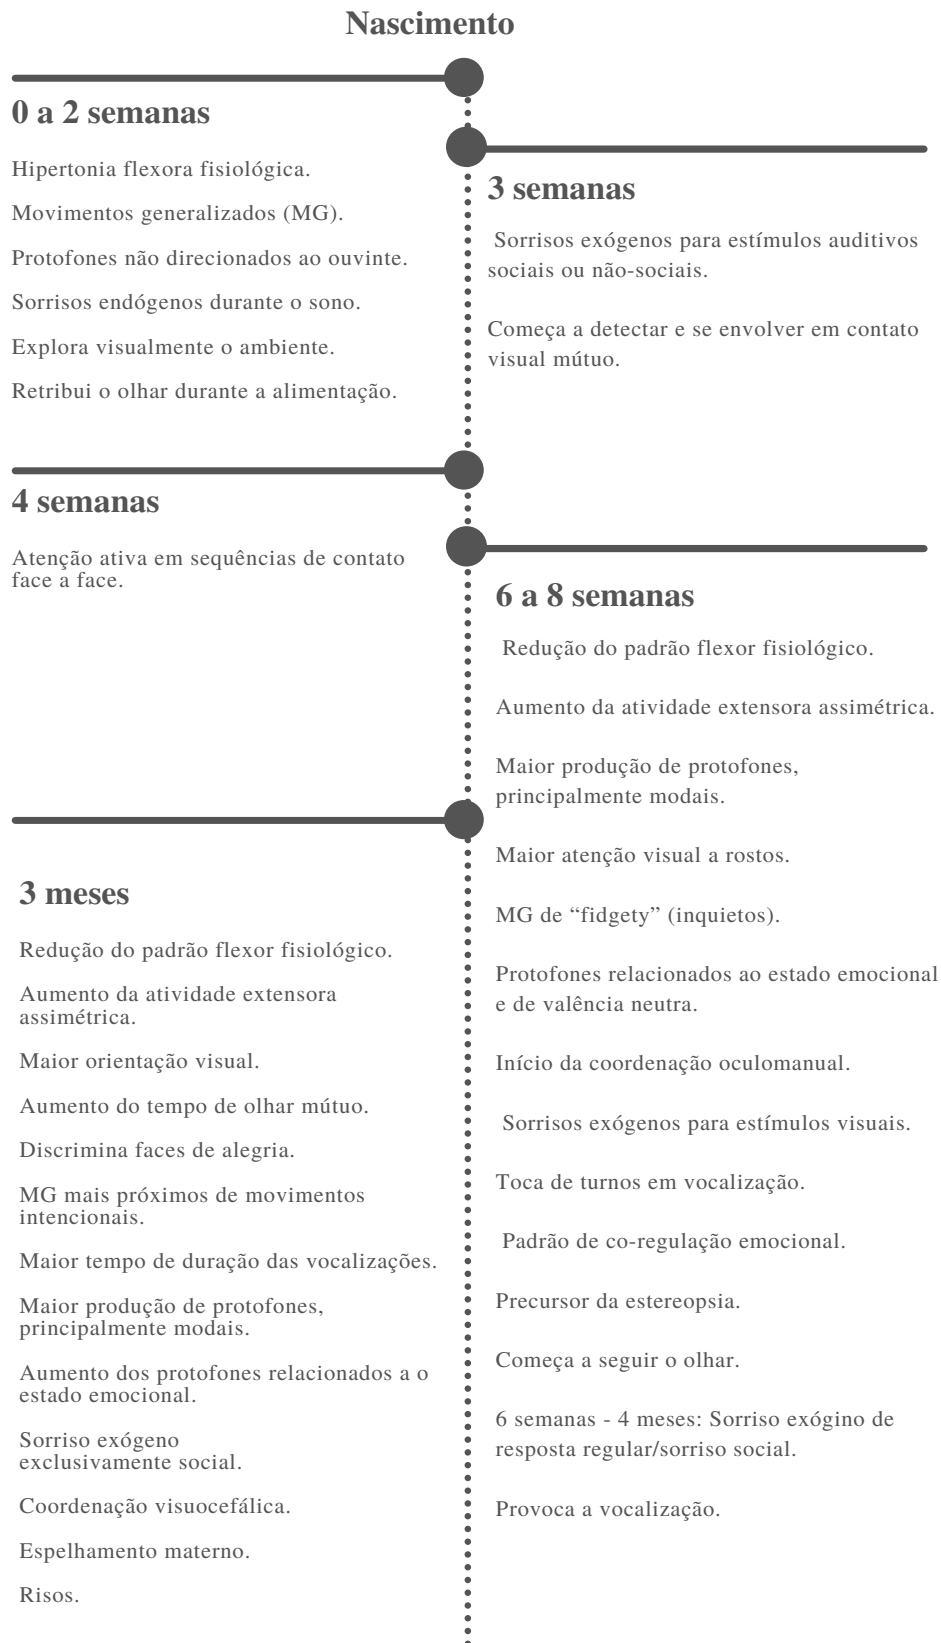 Nascimento
0 a 2 semanas
Hipertonia flexora fisiológica.
Movimentos generalizados (MG).
Protofones não direcionados ao ouvinte.
Sorrisos endógenos durante o sono.
Explora visualmente o ambiente.
Retribui o olhar durante a alimentação.
3 semanas
Sorrisos exógenos para estímulos auditivos
sociais ou não-sociais.
Começa a detectar e se envolver em contato
visual mútuo.
4 semanas
Atenção ativa em sequências de contato
face a face.
6 a 8 semanas
Redução do padrão flexor fisiológico.
Aumento da atividade extensora assimétrica.
Maior produção de protofones,
principalmente modais.
Maior atenção visual a rostos.
MG de “fidgety” (inquietos).
Protofones relacionados ao estado emocional
e de valência neutra.
Início da coordenação oculomanual.
Sorrisos exógenos para estímulos visuais.
Toca de turnos em vocalização.
Padrão de co-regulação emocional.
Precursor da estereopsia.
Começa a seguir o olhar.
6 semanas - 4 meses: Sorriso exógino de
resposta regular/sorriso social.
Provoca a vocalização.
3 meses
Redução do padrão flexor fisiológico.
Aumento da atividade extensora
assimétrica.
Maior orientação visual.
Aumento do tempo de olhar mútuo.
Discrimina faces de alegria.
MG mais próximos de movimentos
intencionais.
Maior tempo de duração das vocalizações.
Maior produção de protofones,
principalmente modais.
Aumento dos protofones relacionados a o
estado emocional.
Sorriso exógeno
exclusivamente social.
Coordenação visuocefálica.
Espelhamento materno.
Risos.